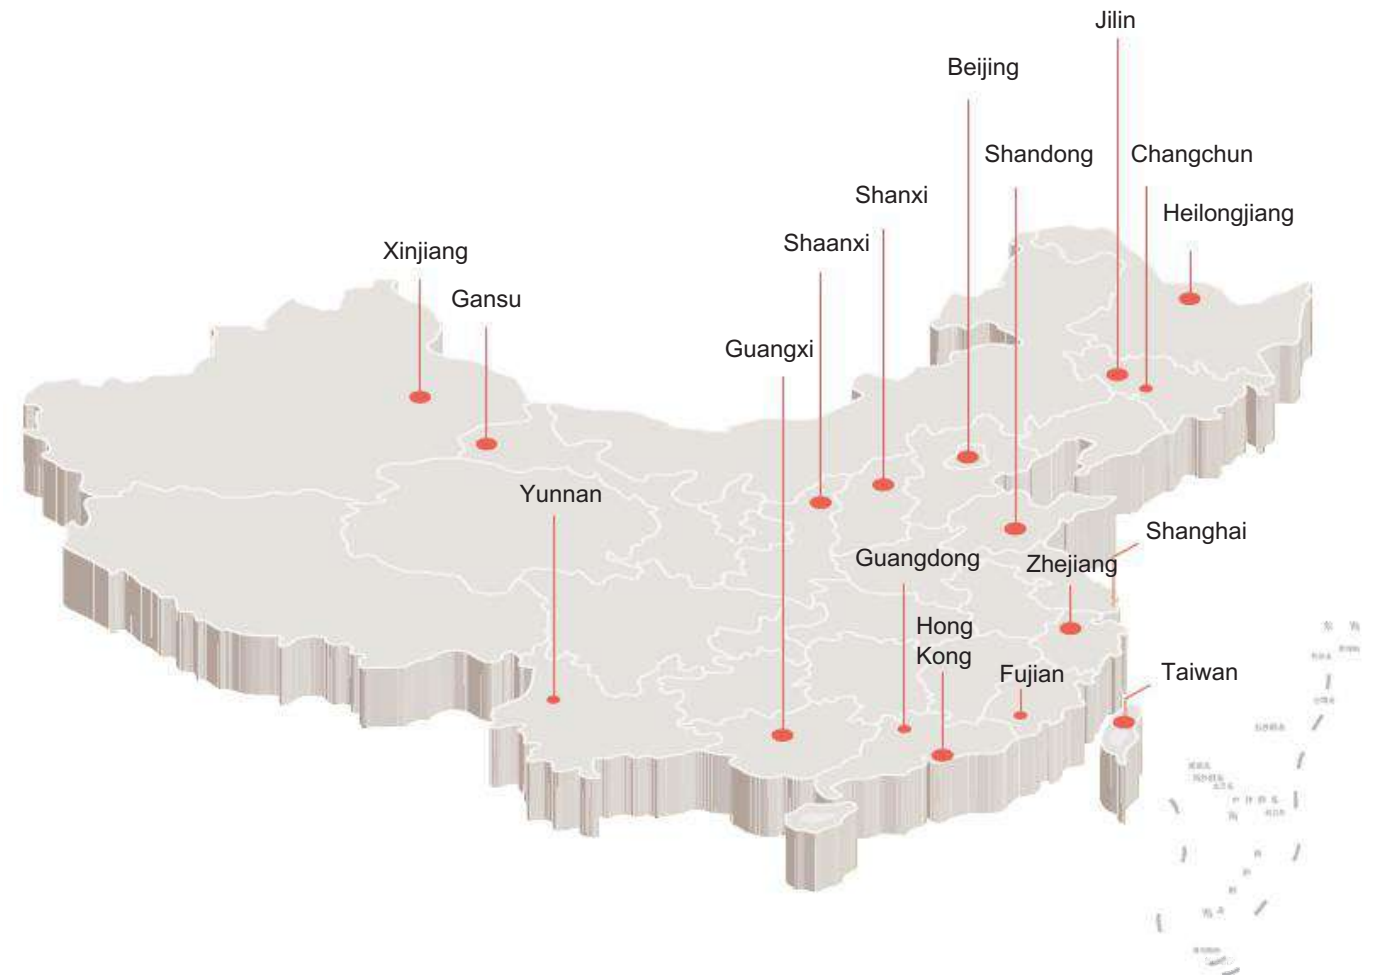 Jilin
Beijing
Shandong
Changchun
Shanxi
Heilongjiang
Shaanxi
Xinjiang
Gansu
Guangxi
Yunnan
Shanghai
Guangdong
Zhejiang
Hong
Kong
Fujian
Taiwan